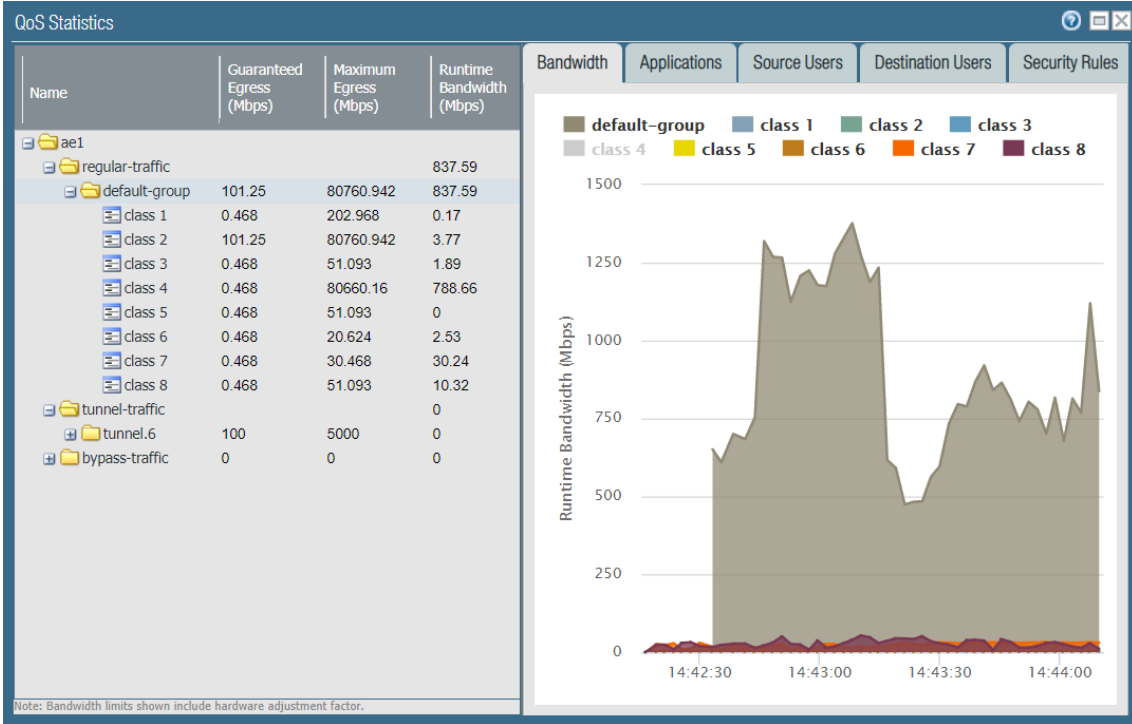 QoS Statistics
Name
Guaranteed Egress (Mbps)
Maximum Egress (Mbps)
Runtime Bandwidth (Mbps)
ae1
regular-traffic 837.59
default-group 101.25 80760.942 837.59
class 1 0.468 202.968 0.17
class 2 101.25 80760.942 3.77
class 3 0.468 51.093 1.89
class 4 0.468 80660.16 788.66
class 5 0.468 51.093 0
class 6 0.468 20.624 2.53
class 7 0.468 30.468 30.24
class 8 0.468 51.093 10.32
tunnel-traffic 0
tunnel.6 100 5000 0
bypass-traffic 0 0 0
Note: Bandwidth limits shown include hardware adjustment factor.
Bandwidth Applications Source Users Destination Users Security Rules
default-group class 1 class 2 class 3
class 4 class 5 class 6 class 7 class 8
Runtime Bandwidth (Mbps)
1500
1250
1000
750
500
250
0
14:42:30 14:43:00 14:43:30 14:44:00